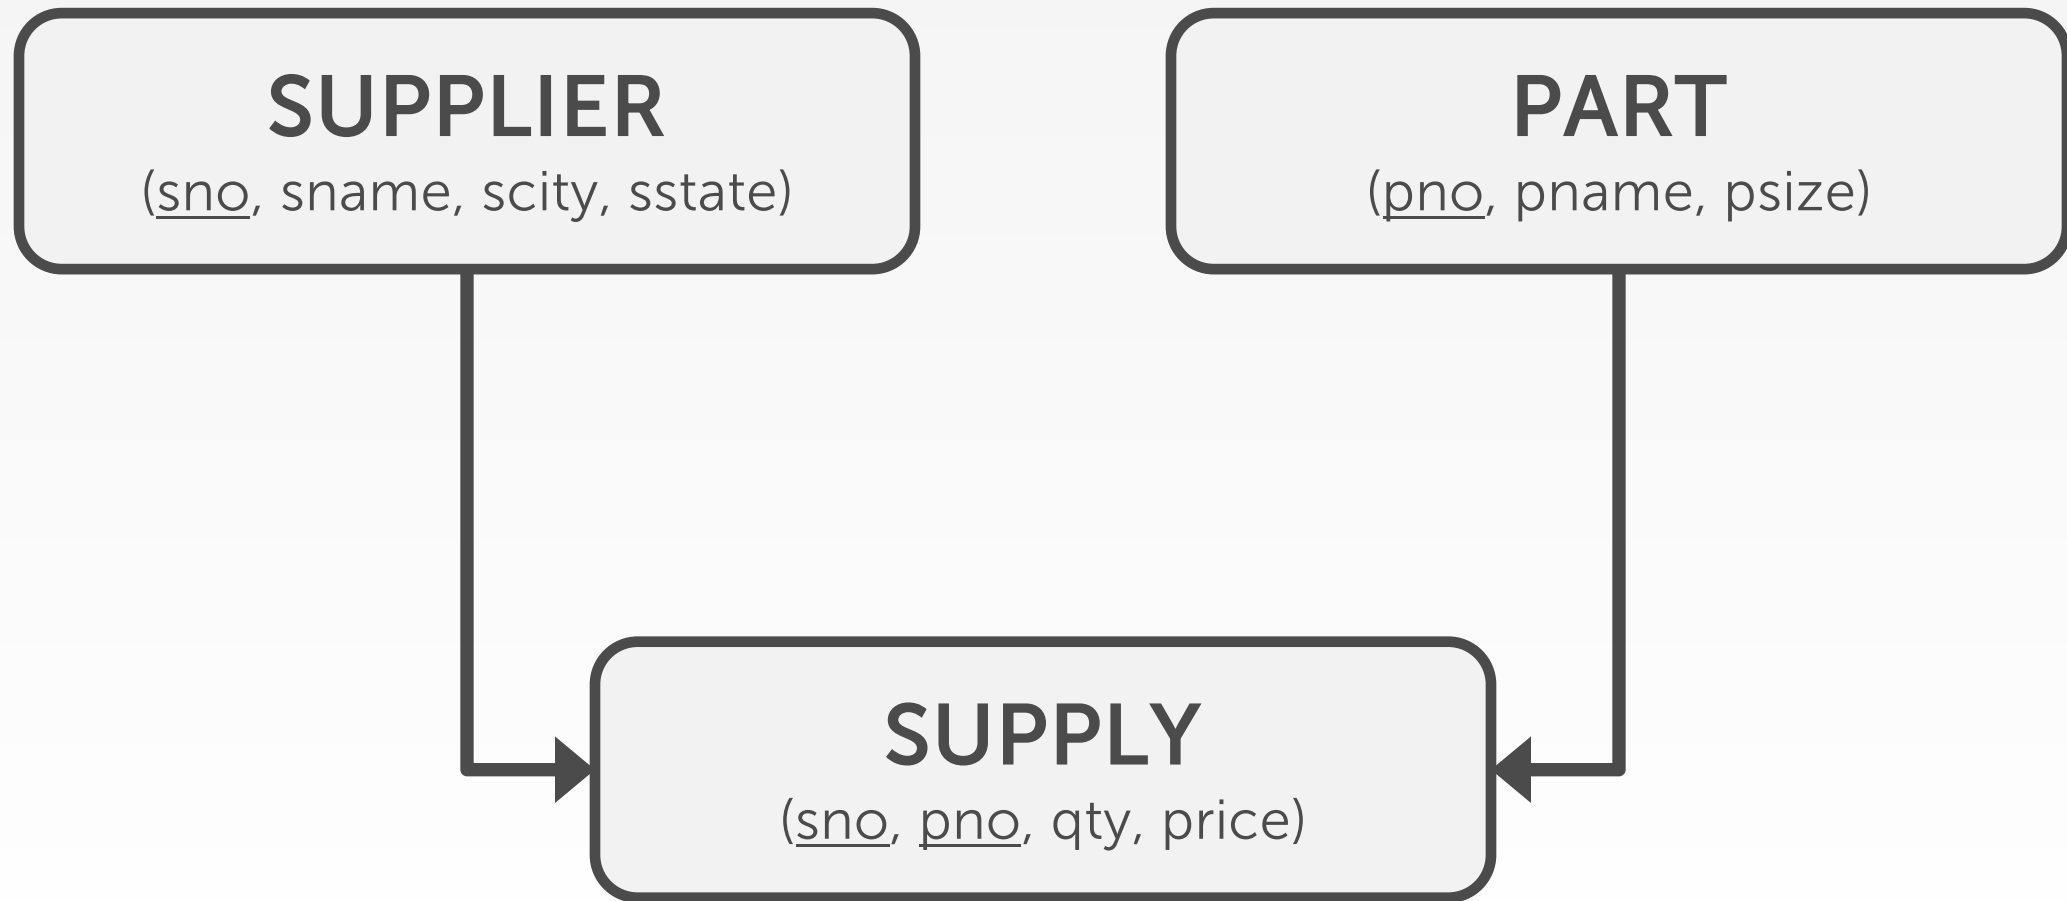 SUPPLIER
(sno, sname, scity, sstate)
PART
(pno, pname, psize)
SUPPLY
(sno, pno, qty, price)